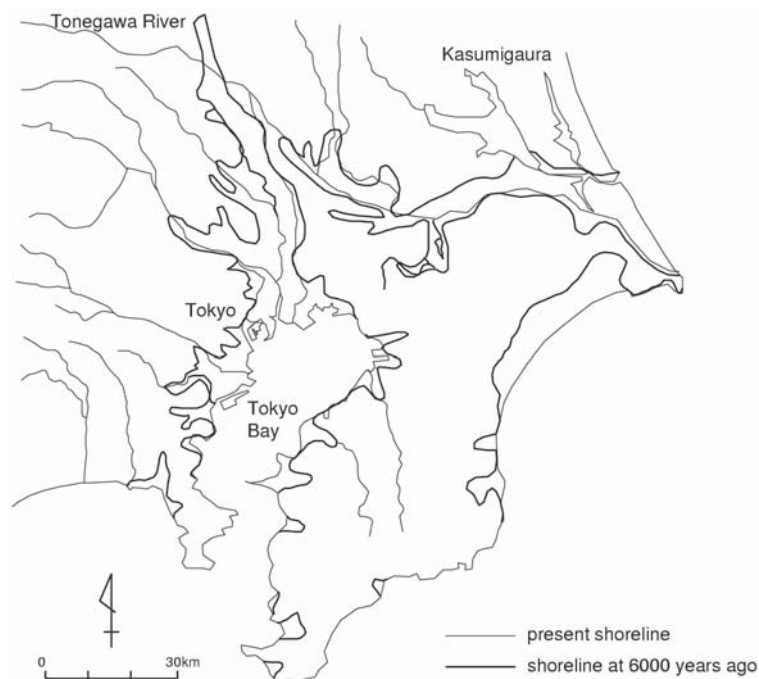 Tonegawa River
Kasumigaura
Tokyo
Tokyo
Bay
present shoreline
0 30km
shoreline at 6000 years ago